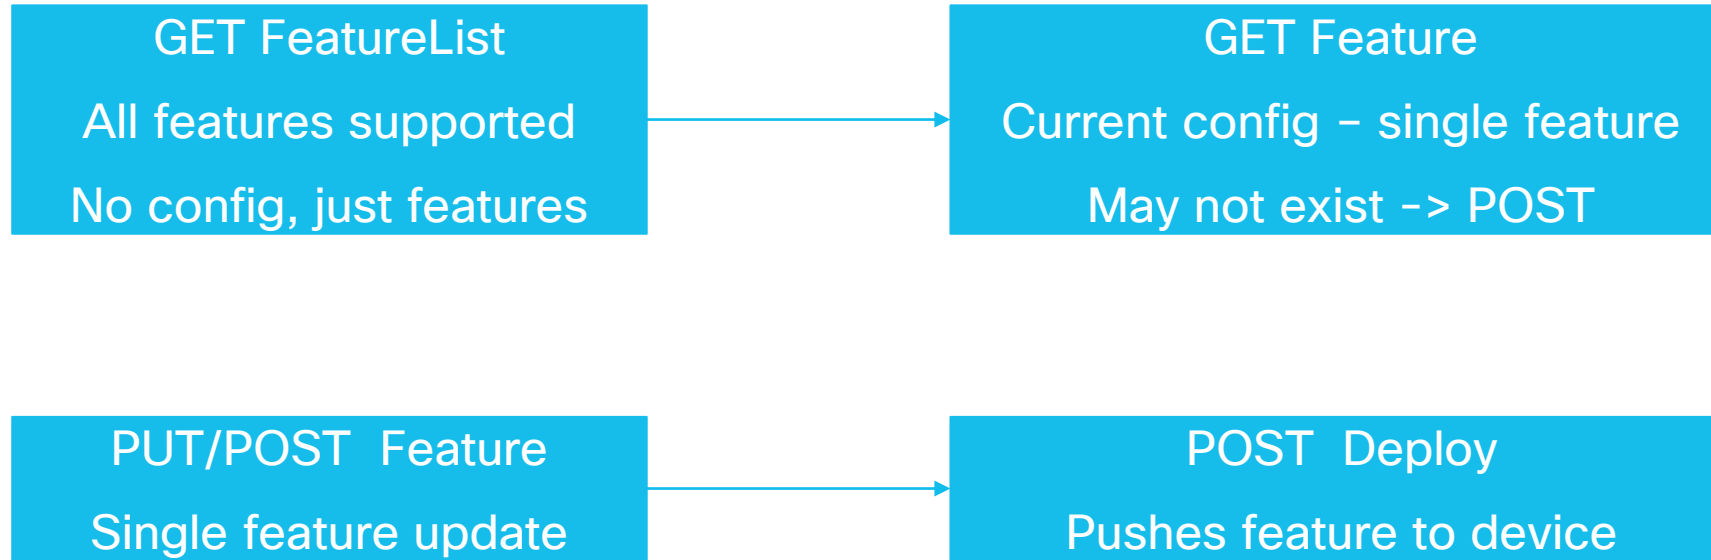 GET FeatureList
All features supported
No config, just features
GET Feature
Current config – single feature
May not exist -> POST
PUT/POST  Feature
Single feature update
POST  Deploy
Pushes feature to device